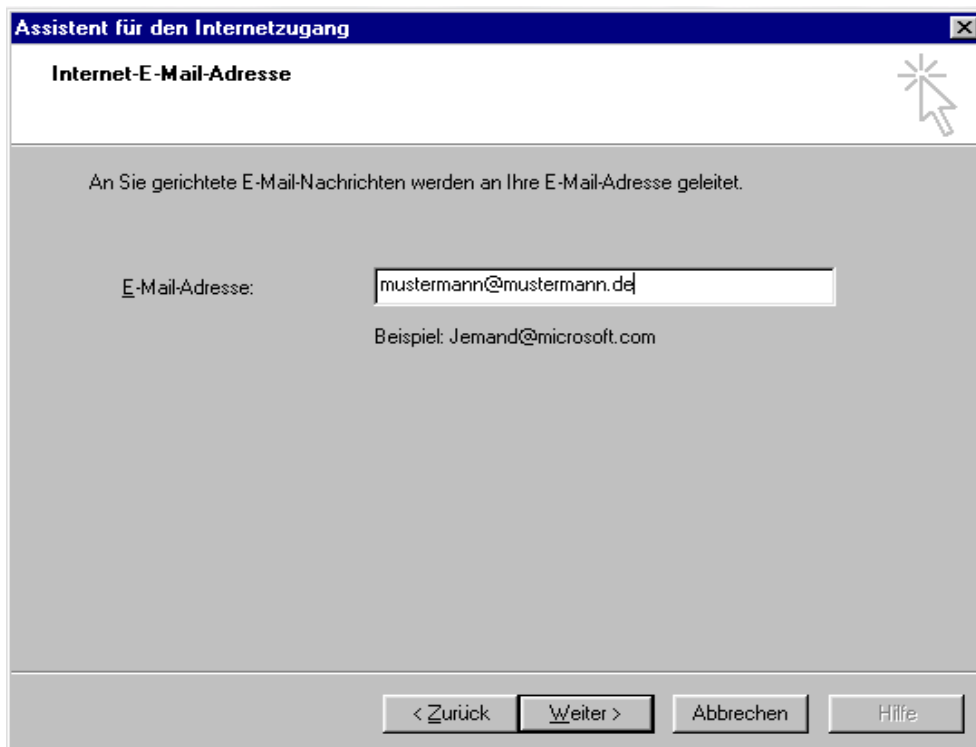 Assistent für den Internetzugang
Internet-E-Mail-Adresse
An Sie gerichtete E-Mail-Nachrichten werden an Ihre E-Mail-Adresse geleitet.
E-Mail-Adresse: mustermann@mustermann.de
Beispiel: Jemand@microsoft.com
< Zurück Weiter > Abbrechen Hilfe